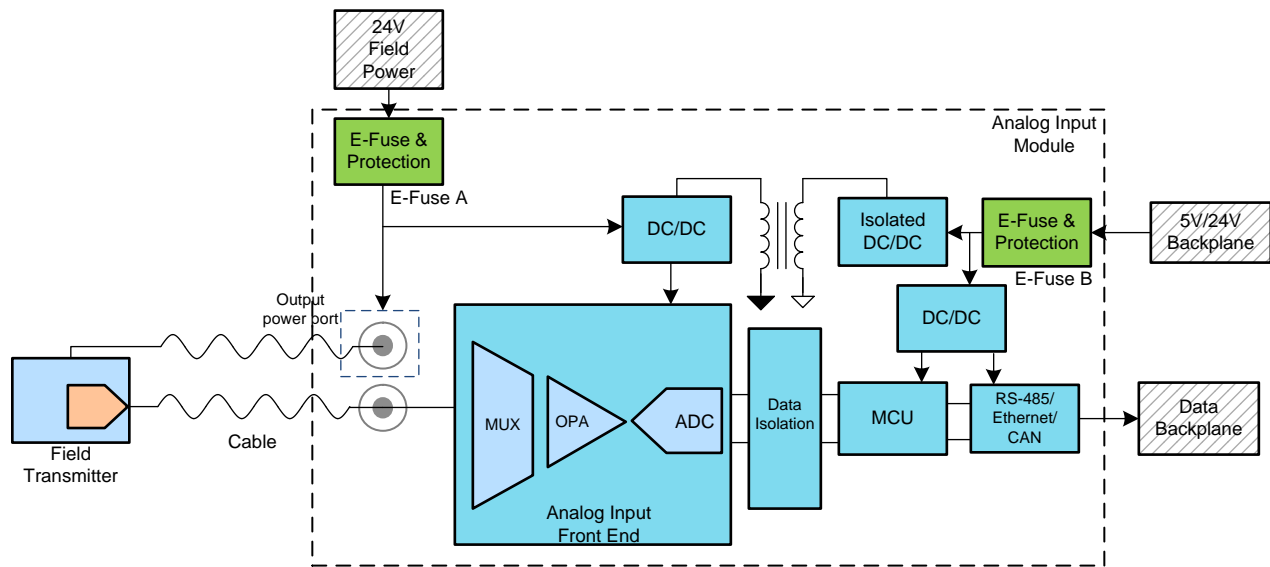 24V
Field
Power
Analog Input
Module
E-Fuse &
Protection
E-Fuse A
DC/DC
Isolated
DC/DC
E-Fuse &
Protection
E-Fuse B
5V/24V
Backplane
DC/DC
Output
power port
Field
Transmitter
Cable
MUX
OPA
ADC
Analog Input
Front End
Data
Isolation
MCU
RS-485/
Ethernet/
CAN
Data
Backplane